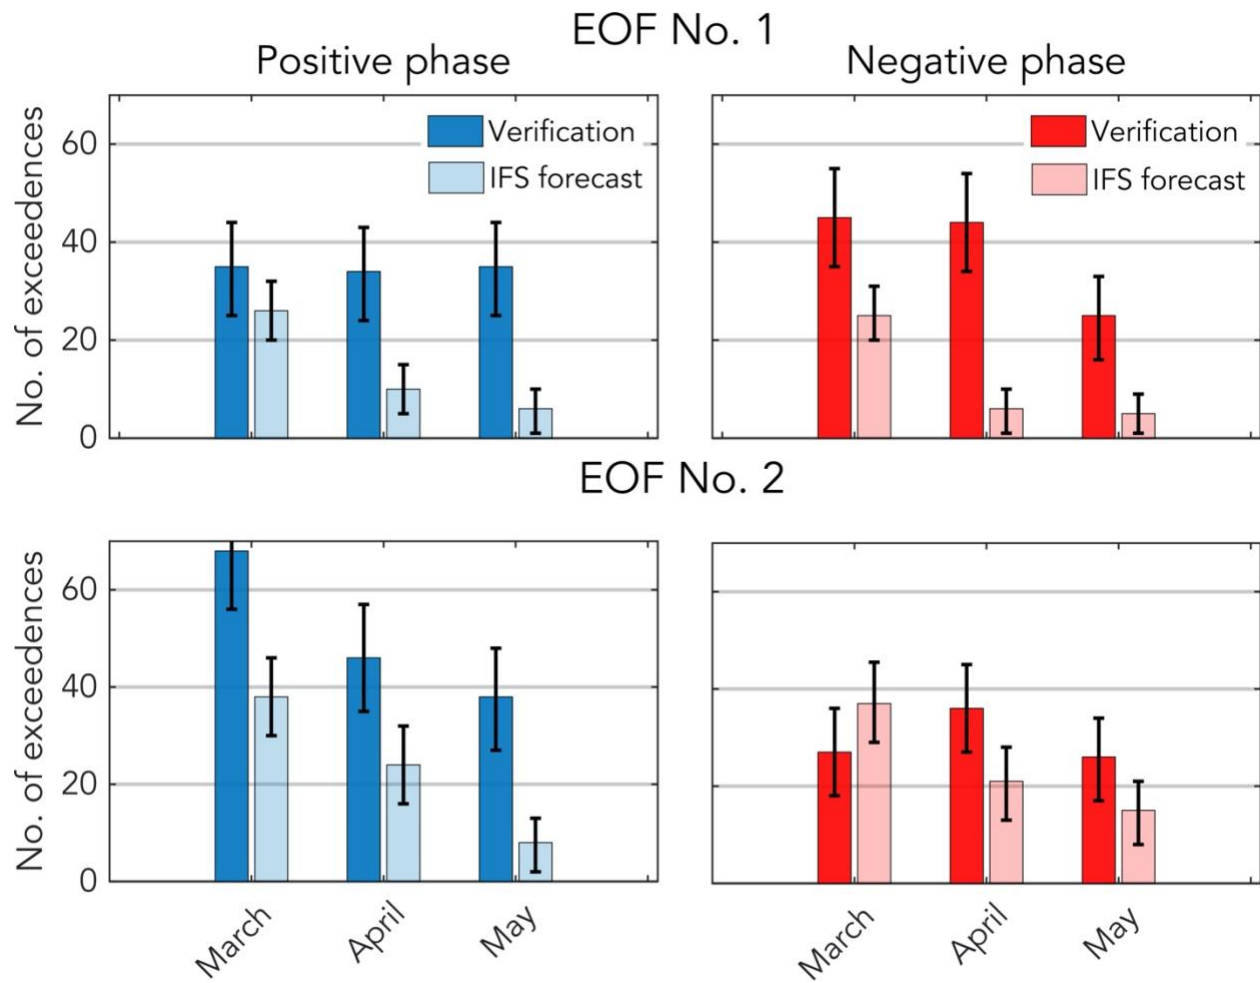 EOF No. 1
Positive phase
Negative phase
No. of exceedences
60
40
20
0
Verification
IFS forecast
Verification
IFS forecast
EOF No. 2
No. of exceedences
60
40
20
0
March
April
May
March
April
May